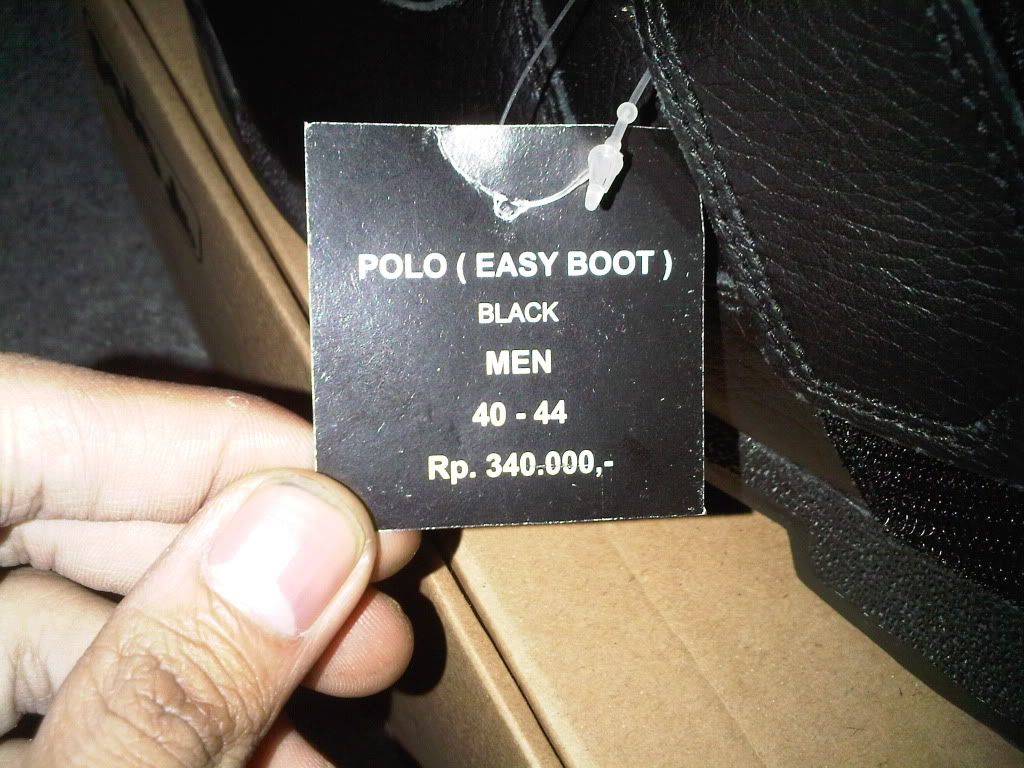 POLO ( EASY BOOT )
BLACK
MEN
40 - 44
Rp. 340.000,-